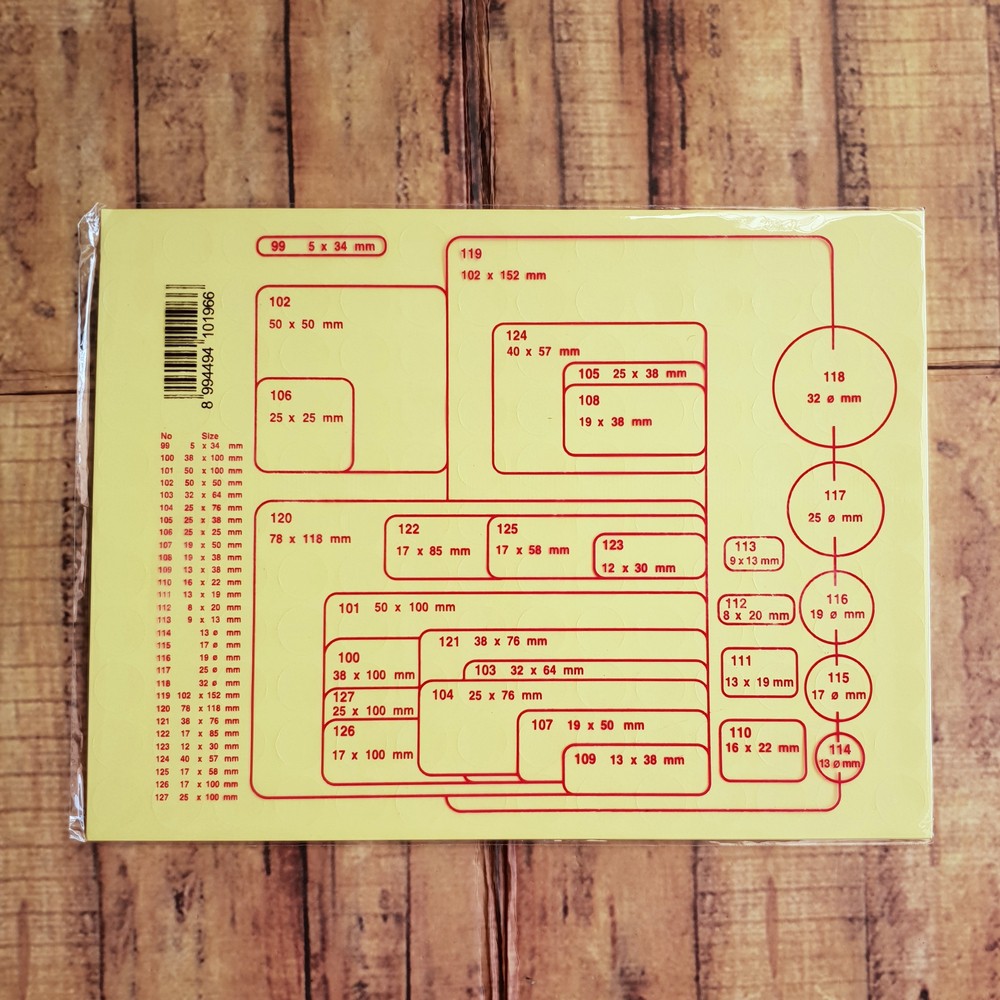 99 5 x 34 mm
119
102 x 152 mm
102
50 x 50 mm
106
25 x 25 mm
124
40 x 57 mm
105 25 x 38 mm
108
19 x 38 mm
118
32 ø mm
117
25 ø mm
116
19 ø mm
115
17 ø mm
114
13 ø mm
113
9 x 13 mm
112
8 x 20 mm
111
13 x 19 mm
110
16 x 22 mm
120
78 x 118 mm
122
17 x 85 mm
125
17 x 58 mm
123
12 x 30 mm
101 50 x 100 mm
121 38 x 76 mm
100
38 x 100 mm
103 32 x 64 mm
127
25 x 100 mm
104 25 x 76 mm
126
17 x 100 mm
107 19 x 50 mm
109 13 x 38 mm
8 994494 101966
No Size
99 5 x 34 mm
100 38 x 100 mm
101 50 x 100 mm
102 50 x 50 mm
103 32 x 64 mm
104 25 x 76 mm
105 25 x 38 mm
106 25 x 25 mm
107 19 x 50 mm
108 19 x 38 mm
109 13 x 38 mm
110 16 x 22 mm
111 13 x 19 mm
112 8 x 20 mm
113 9 x 13 mm
114 13 ø mm
115 17 ø mm
116 19 ø mm
117 25 ø mm
118 32 ø mm
119 102 x 152 mm
120 78 x 118 mm
121 38 x 76 mm
122 17 x 85 mm
123 12 x 30 mm
124 40 x 57 mm
125 17 x 58 mm
126 17 x 100 mm
127 25 x 100 mm